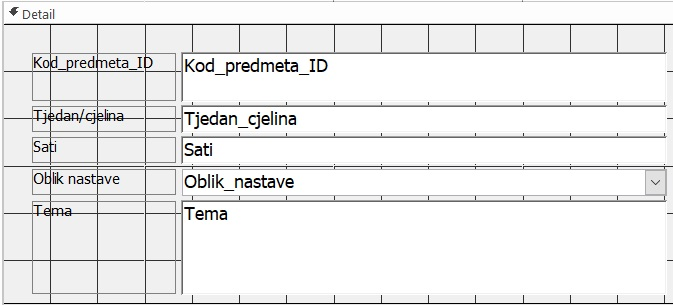 Detail
Kod_predmeta_ID Kod_predmeta_ID
Tjedan/cjelina Tjedan_cjelina
Sati Sati
Oblik nastave Oblik_nastave
Tema Tema